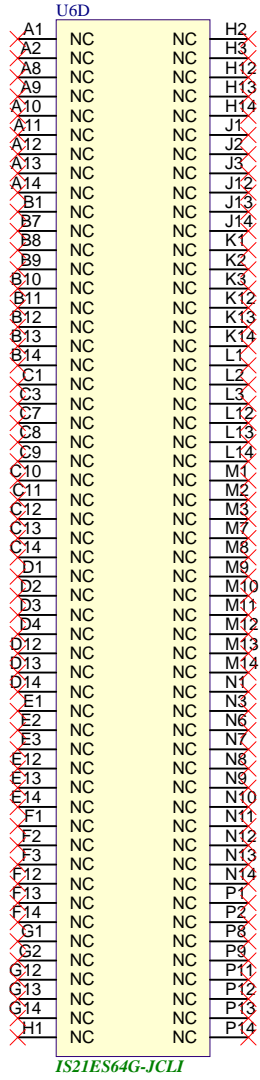 U6D
A1 NC NC H2
A2 NC NC H3
A8 NC NC H12
A9 NC NC H13
A10 NC NC H14
A11 NC NC J1
A12 NC NC J2
A13 NC NC J3
A14 NC NC J12
B1 NC NC J13
B7 NC NC J14
B8 NC NC K1
B9 NC NC K2
B10 NC NC K3
B11 NC NC K12
B12 NC NC K13
B13 NC NC K14
B14 NC NC L1
C1 NC NC L2
C3 NC NC L3
C7 NC NC L12
C8 NC NC L13
C9 NC NC L14
C10 NC NC M1
C11 NC NC M2
C12 NC NC M3
C13 NC NC M7
C14 NC NC M8
D1 NC NC M9
D2 NC NC M10
D3 NC NC M11
D4 NC NC M12
D12 NC NC M13
D13 NC NC M14
D14 NC NC N1
E1 NC NC N3
E2 NC NC N6
E3 NC NC N7
E12 NC NC N8
E13 NC NC N9
E14 NC NC N10
F1 NC NC N11
F2 NC NC N12
F3 NC NC N13
F12 NC NC N14
F13 NC NC P1
F14 NC NC P2
G1 NC NC P8
G2 NC NC P9
G12 NC NC P11
G13 NC NC P12
G14 NC NC P13
H1 NC NC P14
IS21ES64G-JCLI